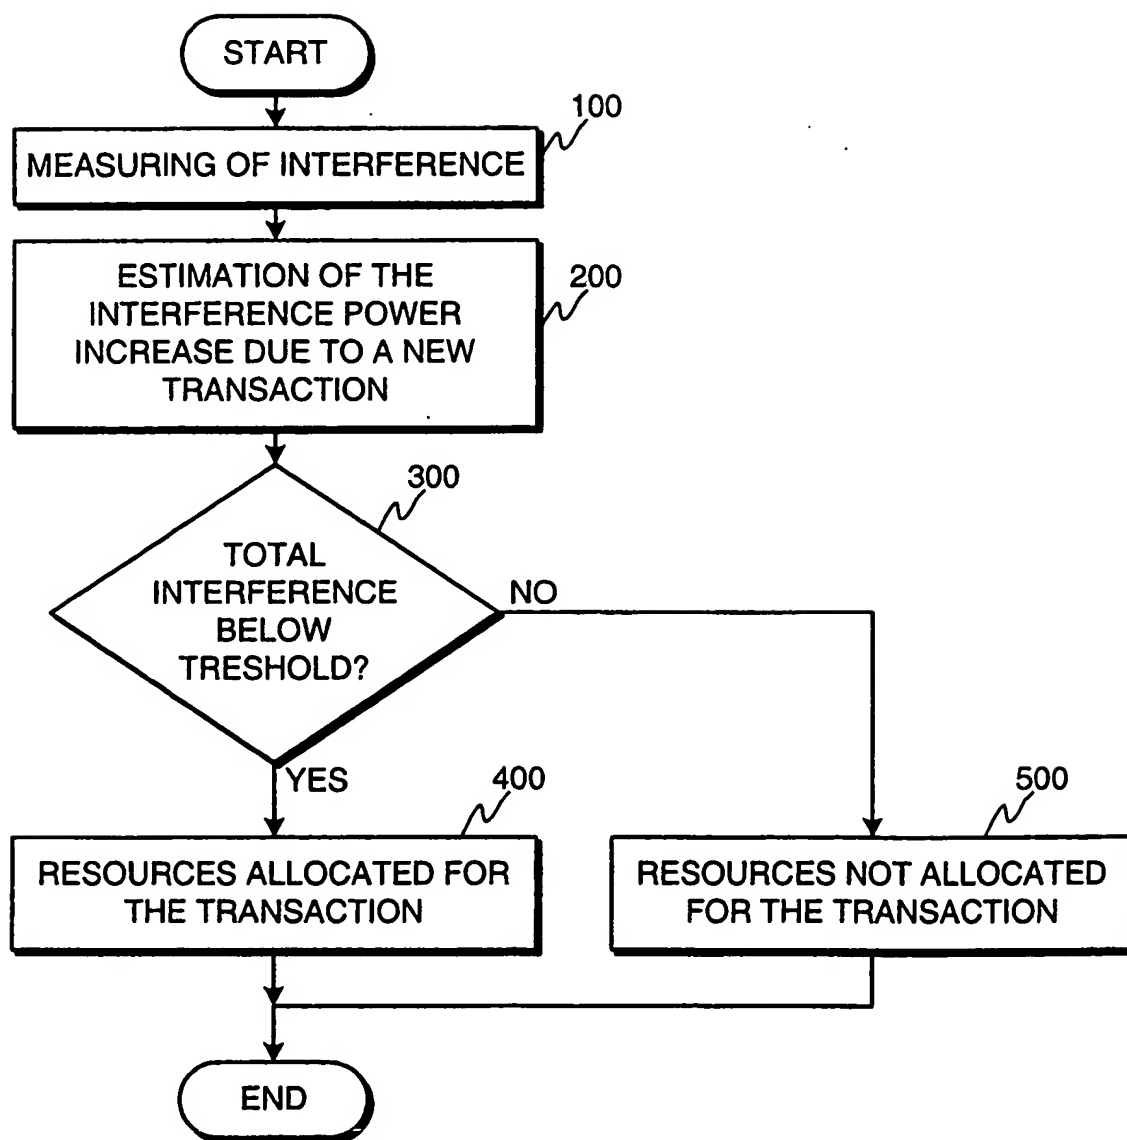 START
100
MEASURING OF INTERFERENCE
ESTIMATION OF THE
INTERFERENCE POWER
INCREASE DUE TO A NEW
TRANSACTION
200
300
TOTAL
INTERFERENCE
BELOW
TRESHOLD?
NO
YES
400
RESOURCES ALLOCATED FOR
THE TRANSACTION
500
RESOURCES NOT ALLOCATED
FOR THE TRANSACTION
END